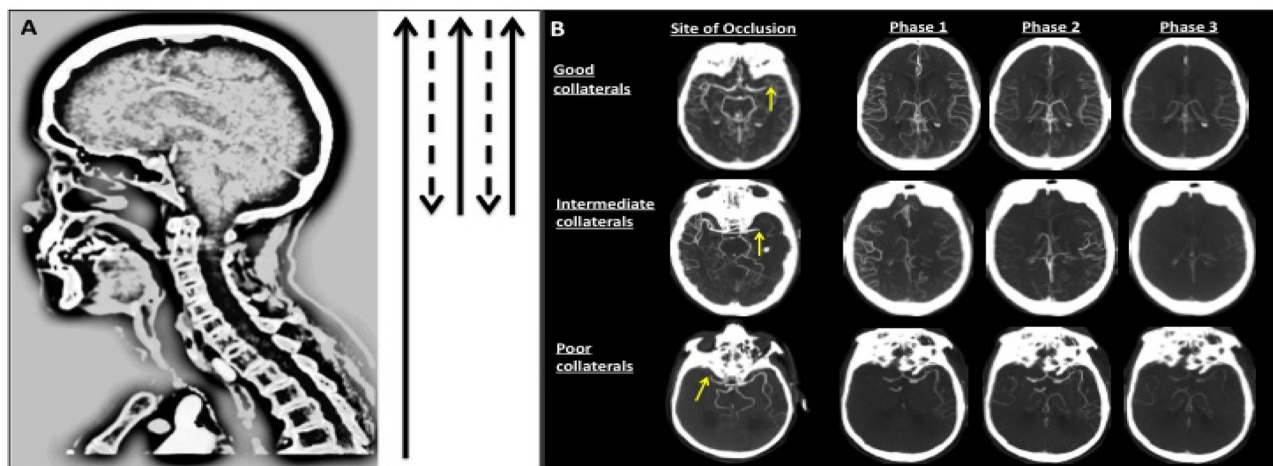 A
B
Site of Occlusion
Phase 1
Phase 2
Phase 3
Good
collaterals
Intermediate
collaterals
Poor
collaterals